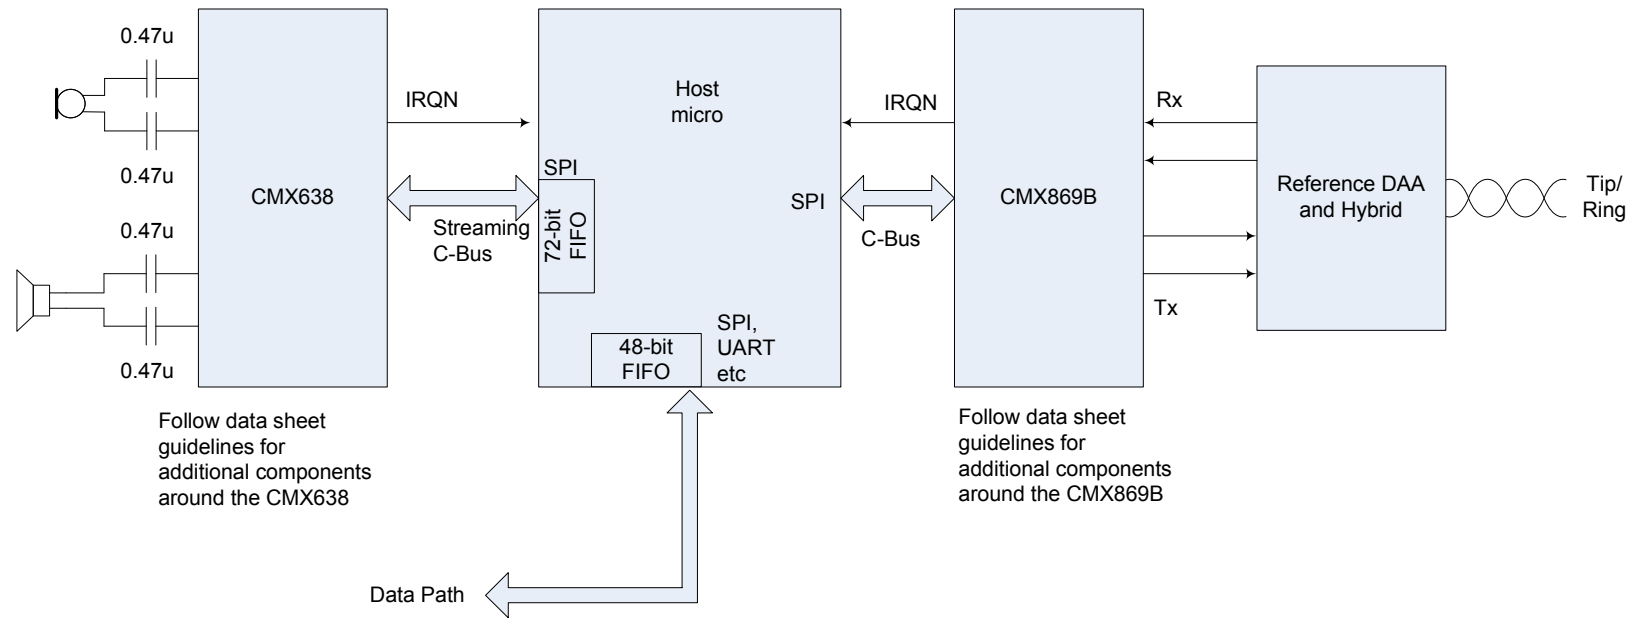 0.47u
0.47u
0.47u
0.47u
CMX638
Follow data sheet
guidelines for
additional components
around the CMX638
IRQN
Streaming
C-Bus
Host
micro
SPI
72-bit
FIFO
48-bit
FIFO
SPI,
UART
etc
SPI
IRQN
C-Bus
CMX869B
Follow data sheet
guidelines for
additional components
around the CMX869B
Rx
Tx
Reference DAA
and Hybrid
Tip/
Ring
Data Path